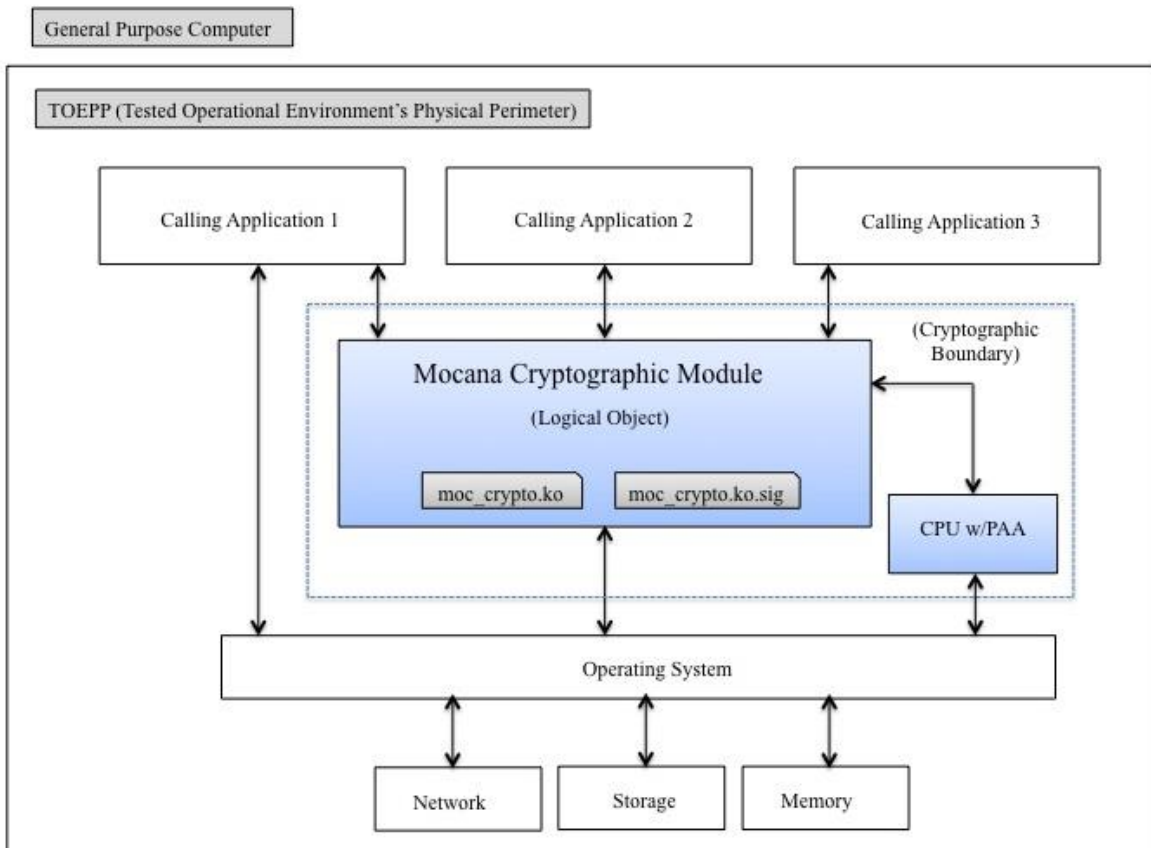 General Purpose Computer
TOEPP (Tested Operational Environment’s Physical Perimeter)
Calling Application 1
Calling Application 2
Calling Application 3
(Cryptographic
Boundary)
Mocana Cryptographic Module
(Logical Object)
moc_crypto.ko
moc_crypto.ko.sig
CPU w/PAA
Operating System
Network
Storage
Memory